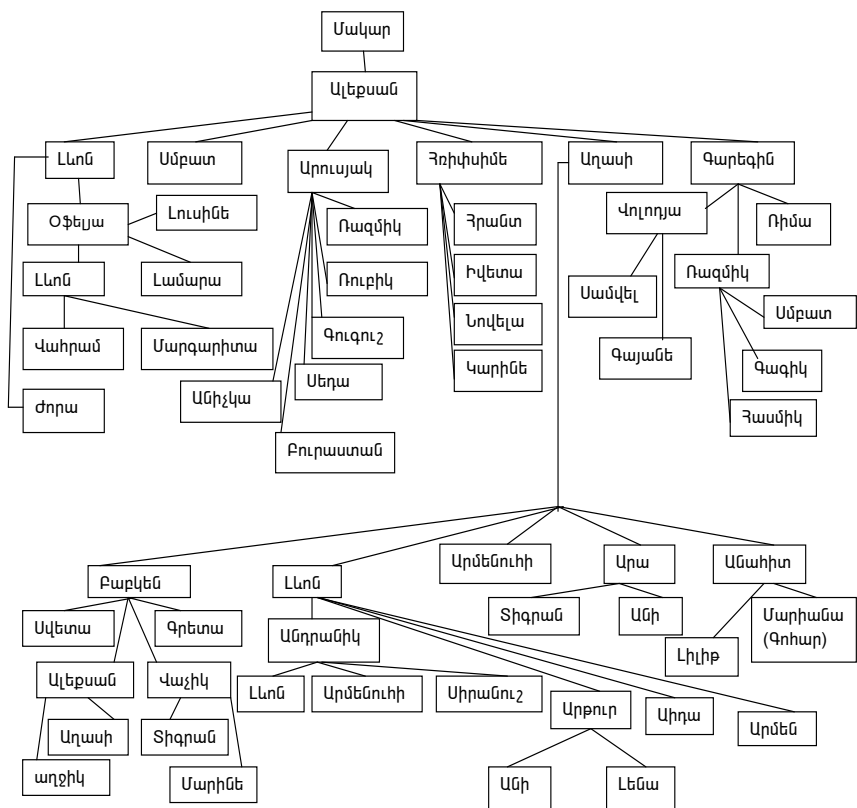 Մակար
Ալեքսան
Լևոն
Սմբատ
Արուսյակ
Հռիփսիմե
Աղասի
Գարեգին
Օֆելյա
Լուսինե
Ռազմիկ
Հրանտ
Վոլոդյա
Ռիմա
Լևոն
Լամարա
Ռուբիկ
Իվետա
Սամվել
Ռազմիկ
Վահրամ
Մարգարիտա
Գուգուշ
Նովելա
Գայանե
Սմբատ
Ժորա
Անիչկա
Սեդա
Կարինե
Գագիկ
Բուրաստան
Հասմիկ
Բաբկեն
Լևոն
Արմենուհի
Արա
Անահիտ
Սվետա
Գրետա
Անդրանիկ
Տիգրան
Անի
Լիլիթ
Մարիանա
(Գոհար)
Ալեքսան
Վաչիկ
Լևոն
Արմենուհի
Սիրանուշ
Արթուր
Աիդա
Արմեն
Աղասի
Տիգրան
աղջիկ
Մարինե
Անի
Լենա